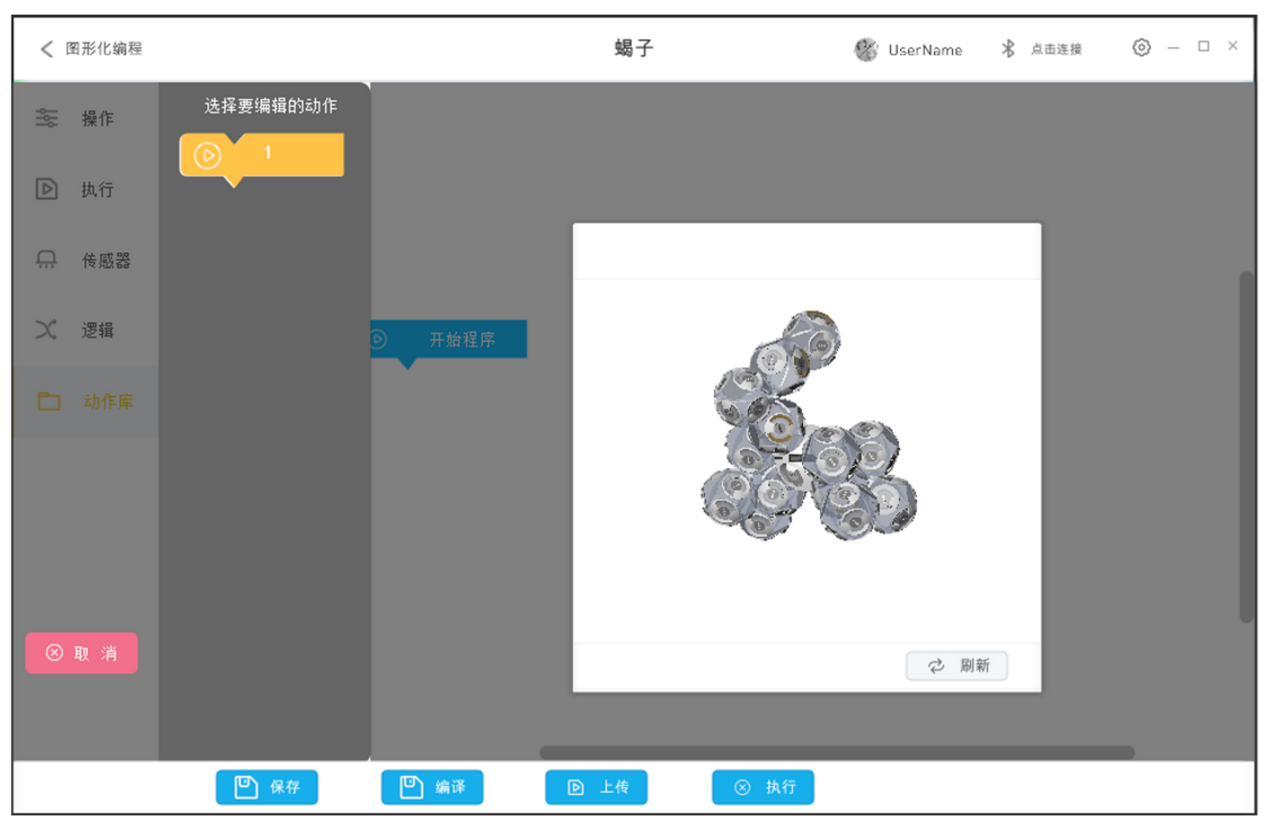 图形化编程
蝎子
UserName
点击连接
操作
执行
传感器
逻辑
动作库
取 消
选择要编辑的动作
1
开始程序
刷新
保存
编译
上传
执行